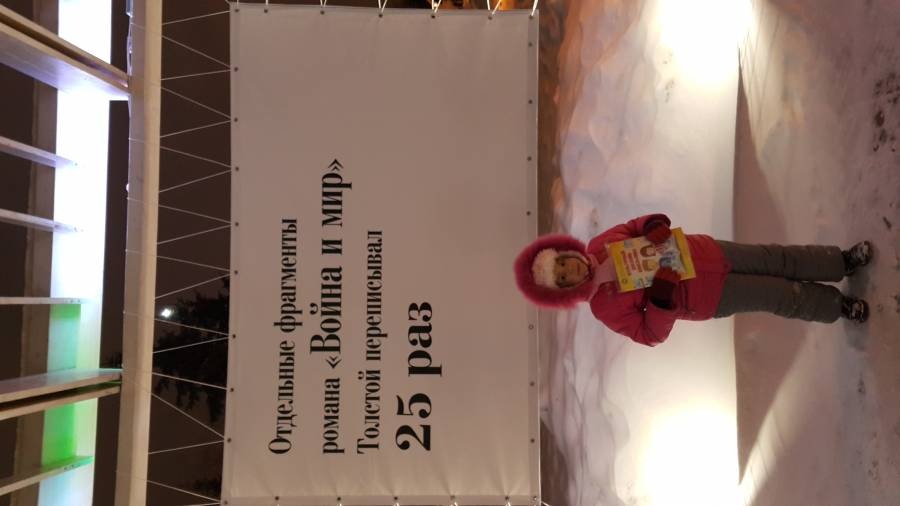 Отдельные фрагменты
романа «Война и мир»
Толстой переписывал
25 раз